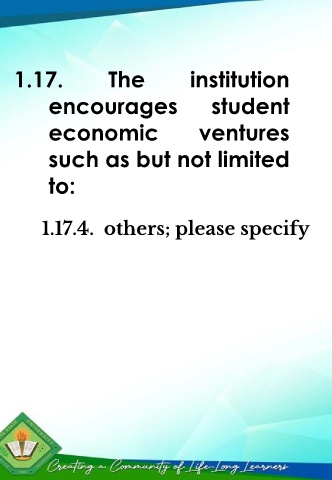 1.17. The institution
encourages student
economic ventures
such as but not limited
to:
1.17.4. others; please specify
Creating a Community of Life-Long Learners